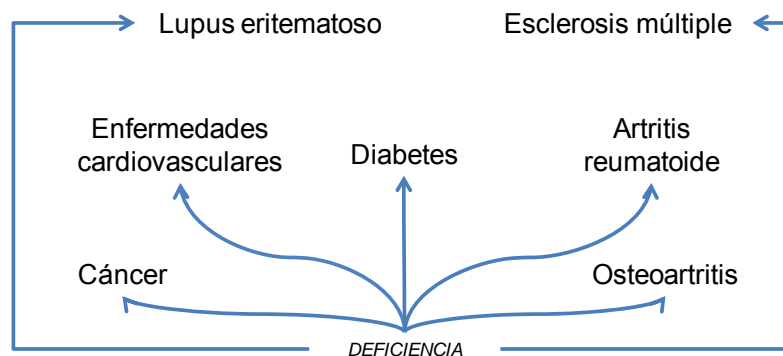 Lupus eritematoso
Esclerosis múltiple
Enfermedades
cardiovasculares
Diabetes
Artritis
reumatoide
Cáncer
Osteoartritis
DEFICIENCIA